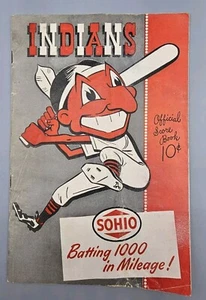 INDIANS
Official
Score
Book
10¢
SOHIO
Batting 1000
in Mileage!